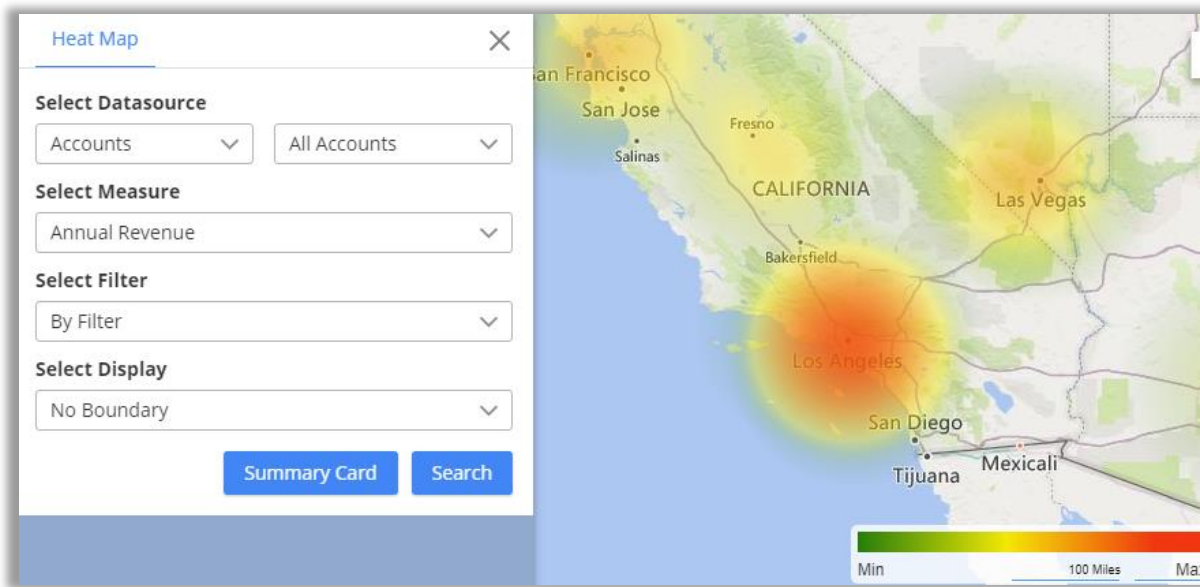 Heat Map
Select Datasource
Accounts
All Accounts
Select Measure
Annual Revenue
Select Filter
By Filter
Select Display
No Boundary
Summary Card
Search
San Francisco
San Jose
Fresno
Salinas
CALIFORNIA
Las Vegas
Bakersfield
Los Angeles
San Diego
Tijuana
Mexicali
Min
100 Miles